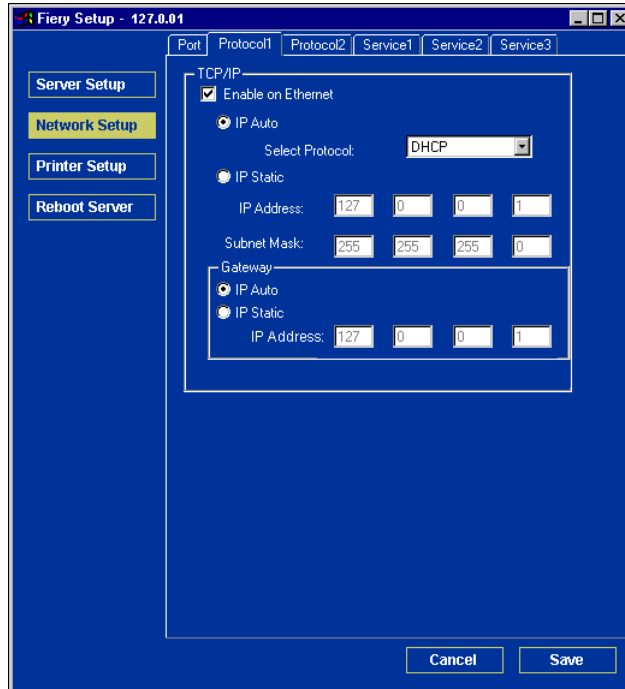 Fiery Setup - 127.0.01
Port Protocol1 Protocol2 Service1 Service2 Service3
Server Setup
Network Setup
Printer Setup
Reboot Server
TCP/IP
Enable on Ethernet
IP Auto
Select Protocol: DHCP
IP Static
IP Address: 127 0 0 1
Subnet Mask: 255 255 255 0
Gateway
IP Auto
IP Static
IP Address: 127 0 0 1
Cancel Save